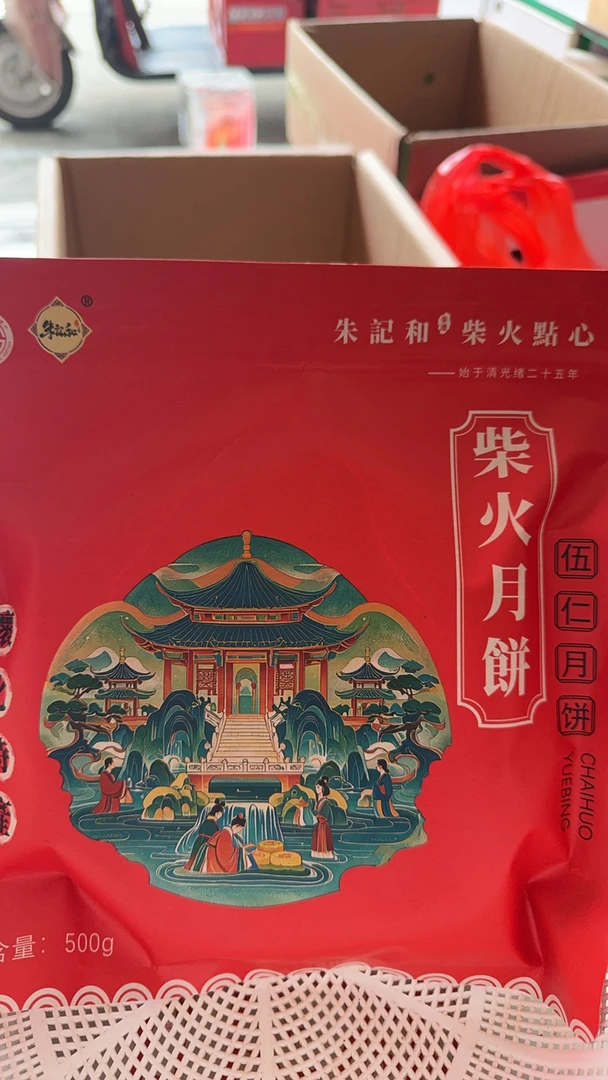 朱記和
®
朱記和柴火點心
——始于清光绪二十五年
柴火月餅
伍仁月饼
CHAIHUO
YUEBING
含量: 500g